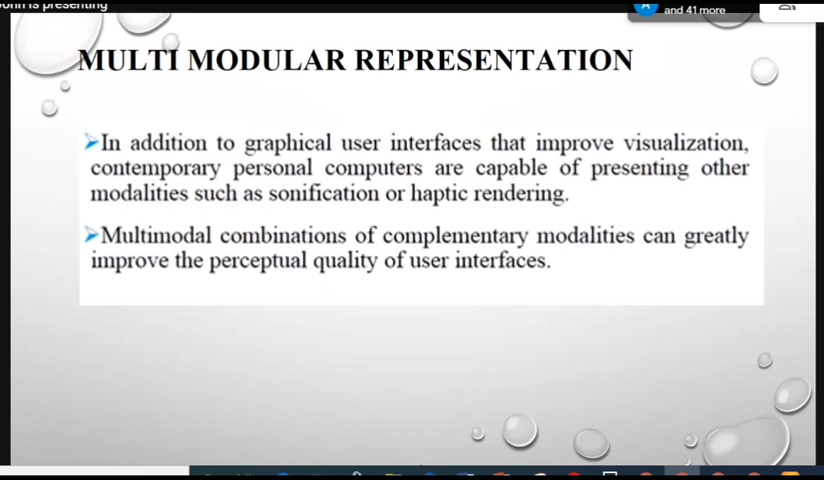 is presenting
and 41 more
MULTI MODULAR REPRESENTATION
➢In addition to graphical user interfaces that improve visualization,
contemporary personal computers are capable of presenting other
modalities such as sonification or haptic rendering.
➢Multimodal combinations of complementary modalities can greatly
improve the perceptual quality of user interfaces.